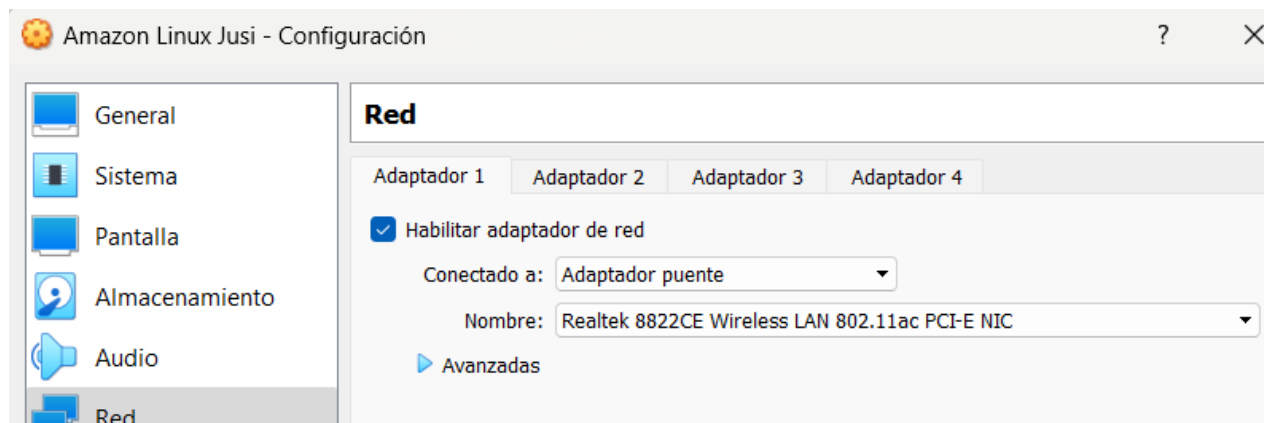 Amazon Linux Jusi - Configuración ?
General
Sistema
Pantalla
Almacenamiento
Audio
Red
Red
Adaptador 1 Adaptador 2 Adaptador 3 Adaptador 4
Habilitar adaptador de red
Conectado a: Adaptador puente
Nombre: Realtek 8822CE Wireless LAN 802.11ac PCI-E NIC
Avanzadas